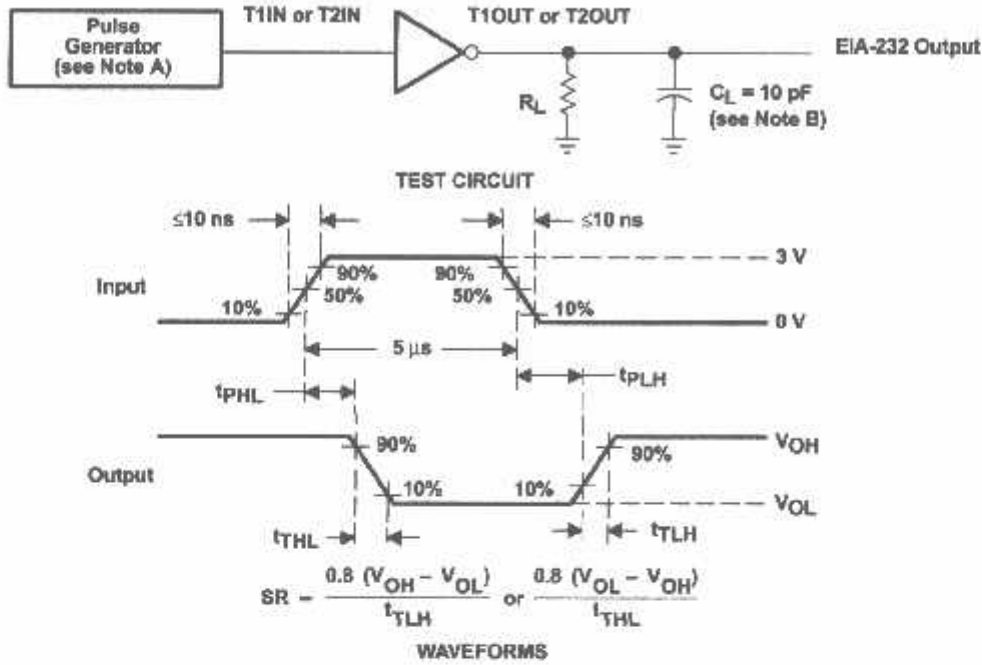 Pulse
Generator
(see Note A)
T1IN or T2IN
T1OUT or T2OUT
EIA-232 Output
RL
CL = 10 pF
(see Note B)
TEST CIRCUIT
≤10 ns
≤10 ns
Input
90%
50%
10%
90%
50%
10%
3 V
0 V
5 µs
tPHL
tPLH
Output
90%
10%
10%
90%
VOH
VOL
tTHL
tTLH
SR = 0.8 (VOH – VOL) / tTLH or 0.8 (VOL – VOH) / tTHL
WAVEFORMS